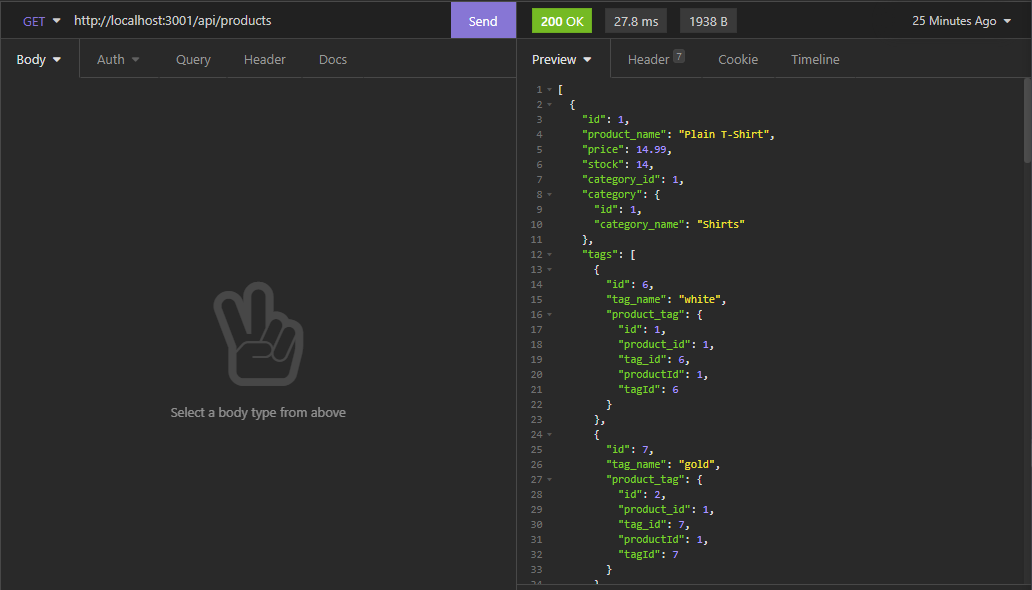 GET http://localhost:3001/api/products Send 200 OK 27.8 ms 1938 B 25 Minutes Ago
Body Auth Query Header Docs Preview Header 7 Cookie Timeline
Select a body type from above
1 [
2 {
3 "id": 1,
4 "product_name": "Plain T-Shirt",
5 "price": 14.99,
6 "stock": 14,
7 "category_id": 1,
8 "category": {
9 "id": 1,
10 "category_name": "Shirts"
11 },
12 "tags": [
13 {
14 "id": 6,
15 "tag_name": "white",
16 "product_tag": {
17 "id": 1,
18 "product_id": 1,
19 "tag_id": 6,
20 "productId": 1,
21 "tagId": 6
22 }
23 },
24 {
25 "id": 7,
26 "tag_name": "gold",
27 "product_tag": {
28 "id": 2,
29 "product_id": 1,
30 "tag_id": 7,
31 "productId": 1,
32 "tagId": 7
33 }